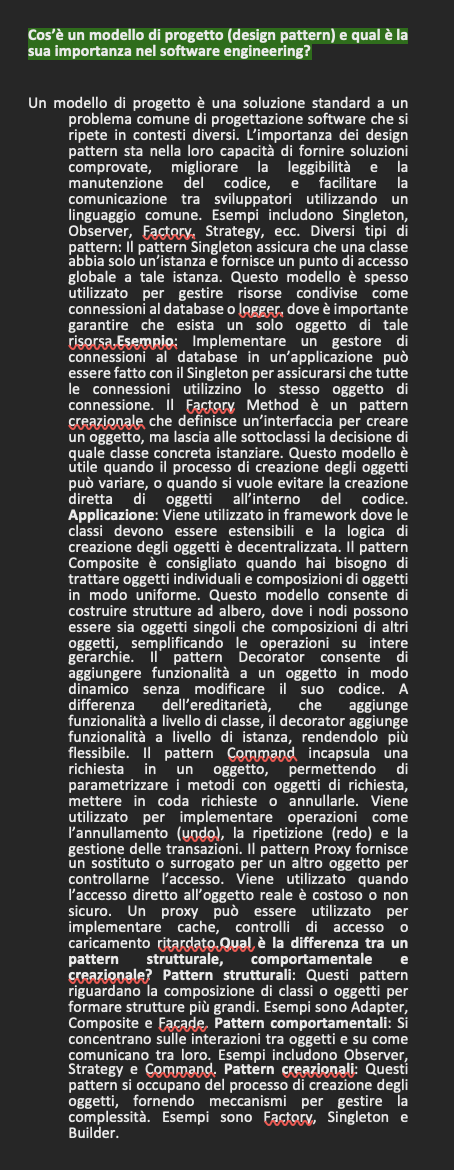 Cos’è un modello di progetto (design pattern) e qual è la
sua importanza nel software engineering?
Un modello di progetto è una soluzione standard a un
problema comune di progettazione software che si
ripete in contesti diversi. L’importanza dei design
pattern sta nella loro capacità di fornire soluzioni
comprovate, migliorare la leggibilità e la
manutenzione del codice, e facilitare la
comunicazione tra sviluppatori utilizzando un
linguaggio comune. Esempi includono Singleton,
Observer, Factory, Strategy, ecc. Diversi tipi di
pattern: Il pattern Singleton assicura che una classe
abbia solo un’istanza e fornisce un punto di accesso
globale a tale istanza. Questo modello è spesso
utilizzato per gestire risorse condivise come
connessioni al database o logger, dove è importante
garantire che esista un solo oggetto di tale
risorsa.Esempio: Implementare un gestore di
connessioni al database in un’applicazione può
essere fatto con il Singleton per assicurarsi che tutte
le connessioni utilizzino lo stesso oggetto di
connessione. Il Factory Method è un pattern
creazionale che definisce un’interfaccia per creare
un oggetto, ma lascia alle sottoclassi la decisione di
quale classe concreta istanziare. Questo modello è
utile quando il processo di creazione degli oggetti
può variare, o quando si vuole evitare la creazione
diretta di oggetti all’interno del codice.
Applicazione: Viene utilizzato in framework dove le
classi devono essere estensibili e la logica di
creazione degli oggetti è decentralizzata. Il pattern
Composite è consigliato quando hai bisogno di
trattare oggetti individuali e composizioni di oggetti
in modo uniforme. Questo modello consente di
costruire strutture ad albero, dove i nodi possono
essere sia oggetti singoli che composizioni di altri
oggetti, semplificando le operazioni su intere
gerarchie. Il pattern Decorator consente di
aggiungere funzionalità a un oggetto in modo
dinamico senza modificare il suo codice. A
differenza dell’ereditarietà, che aggiunge
funzionalità a livello di classe, il decorator aggiunge
funzionalità a livello di istanza, rendendolo più
flessibile. Il pattern Command incapsula una
richiesta in un oggetto, permettendo di
parametrizzare i metodi con oggetti di richiesta,
mettere in coda richieste o annullarle. Viene
utilizzato per implementare operazioni come
l’annullamento (undo), la ripetizione (redo) e la
gestione delle transazioni. Il pattern Proxy fornisce
un sostituto o surrogato per un altro oggetto per
controllarne l’accesso. Viene utilizzato quando
l’accesso diretto all’oggetto reale è costoso o non
sicuro. Un proxy può essere utilizzato per
implementare cache, controlli di accesso o
caricamento ritardato.Qual è la differenza tra un
pattern strutturale, comportamentale e
creazionale? Pattern strutturali: Questi pattern
riguardano la composizione di classi o oggetti per
formare strutture più grandi. Esempi sono Adapter,
Composite e Facade. Pattern comportamentali: Si
concentrano sulle interazioni tra oggetti e su come
comunicano tra loro. Esempi includono Observer,
Strategy e Command. Pattern creazionali: Questi
pattern si occupano del processo di creazione degli
oggetti, fornendo meccanismi per gestire la
complessità. Esempi sono Factory, Singleton e
Builder.